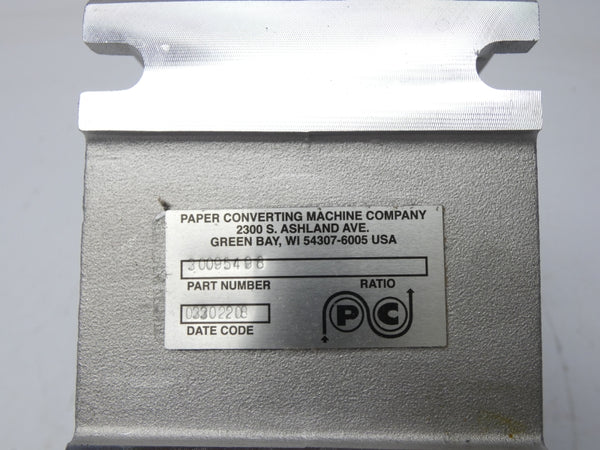 PAPER CONVERTING MACHINE COMPANY
2300 S. ASHLAND AVE.
GREEN BAY, WI 54307-6005 USA
30095498
PART NUMBER RATIO
PC
DATE CODE